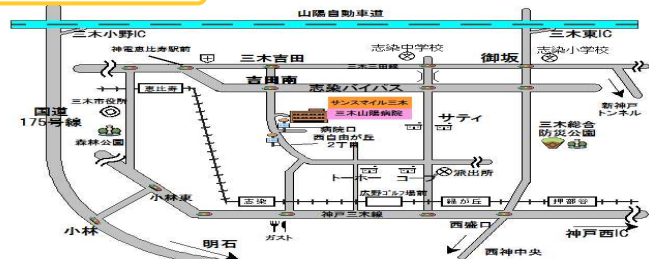 山陽自動車道
三木小野IC
三木東IC
神電恵比寿駅前
三木吉田
三木三田線
志染中学校
御坂
志染小学校
吉田南
志染バイパス
恵比寿
三木市役所
国道
175号線
森林公園
サンスマイル三木
三木山陽病院
病院口
西自由が丘
2丁目
サティ
新神戸
トンネル
三木総合
防災公園
トーホー
コープ
派出所
小林東
志染
広野ゴルフ場前
緑が丘
押部谷
小林
神戸三木線
ガスト
明石
西盛口
西神中央
神戸西IC